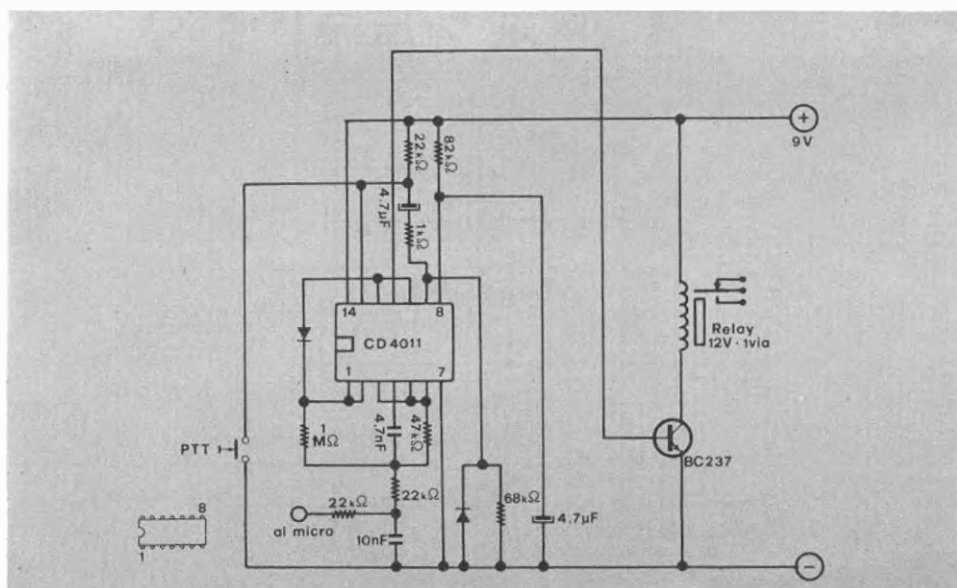 +
9V
22kΩ
82kΩ
4.7µF
1kΩ
14
8
CD4011
1
7
Relay
12V · 1via
1
MΩ
4.7nF
47kΩ
PTT
BC237
22kΩ
22kΩ
68kΩ
4.7µF
al micro
10nF
8
1
−